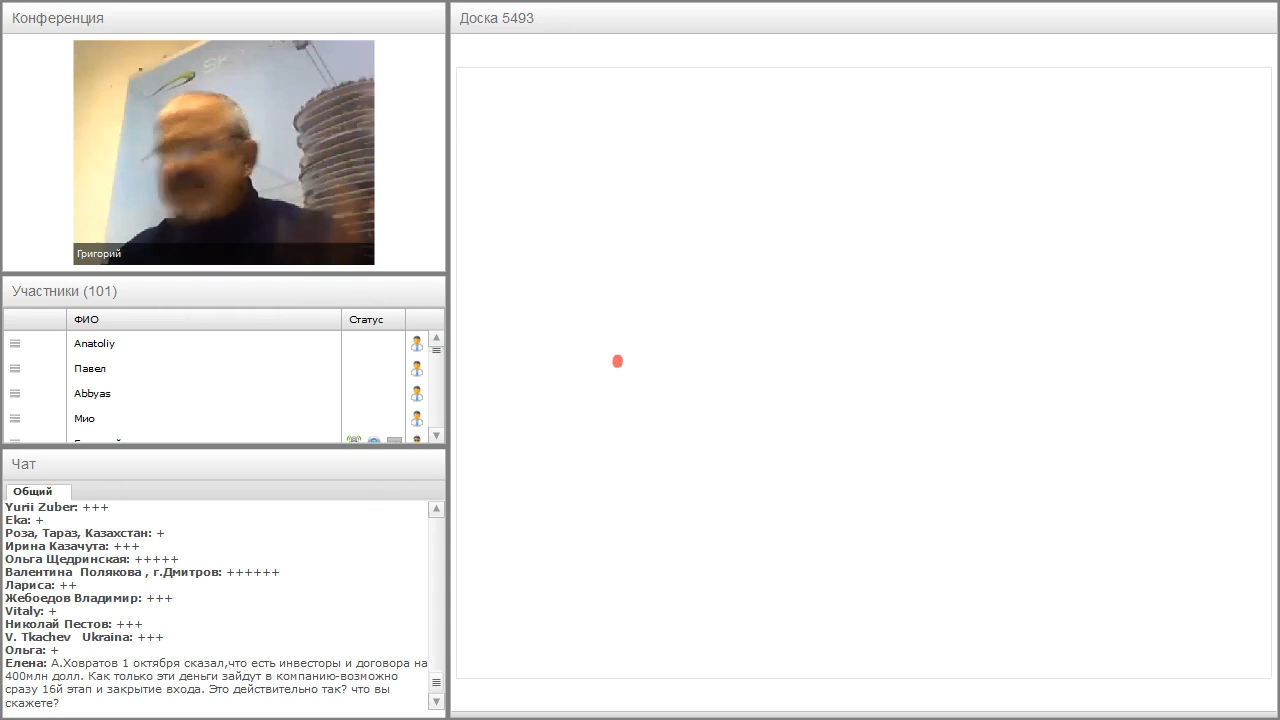 Конференция
Доска 5493
Григорий
Участники (101)
ФИО Статус
Anatoliy
Павел
Abbyas
Мио
Чат
Общий
Yurii Zuber: +++
Eka: +
Роза, Тараз, Казахстан: +
Ирина Казачута: +++
Ольга Щедринская: +++++
Валентина Полякова , г.Дмитров: ++++++
Лариса: ++
Жебоедов Владимир: +++
Vitaly: +
Николай Пестов: +++
V. Tkachev Ukraina: +++
Ольга: +
Елена: А.Ховратов 1 октября сказал,что есть инвесторы и договора на
400млн долл. Как только эти деньги зайдут в компанию-возможно
сразу 16й этап и закрытие входа. Это действительно так? что вы
скажете?